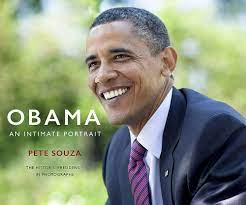 OBAMA
AN INTIMATE PORTRAIT
PETE SOUZA
THE HISTORIC PRESIDENCY
IN PHOTOGRAPHS